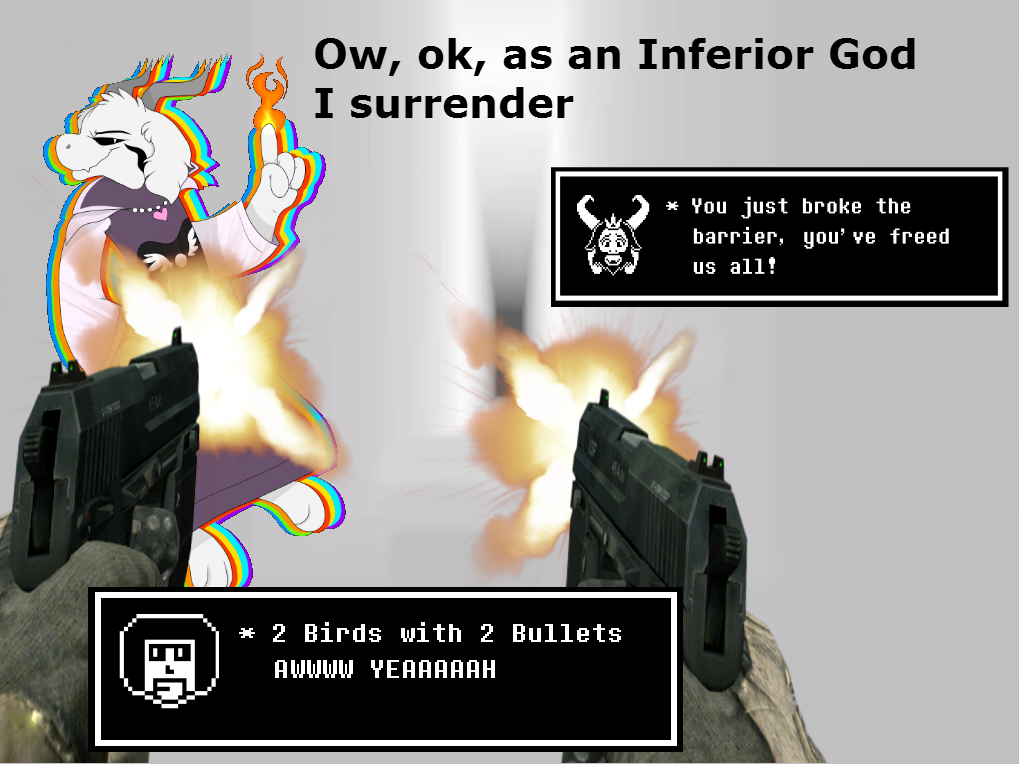 Ow, ok, as an Inferior God
I surrender
* You just broke the
barrier, you've freed
us all!
* 2 Birds with 2 Bullets
AWWWW YEAAAAAH